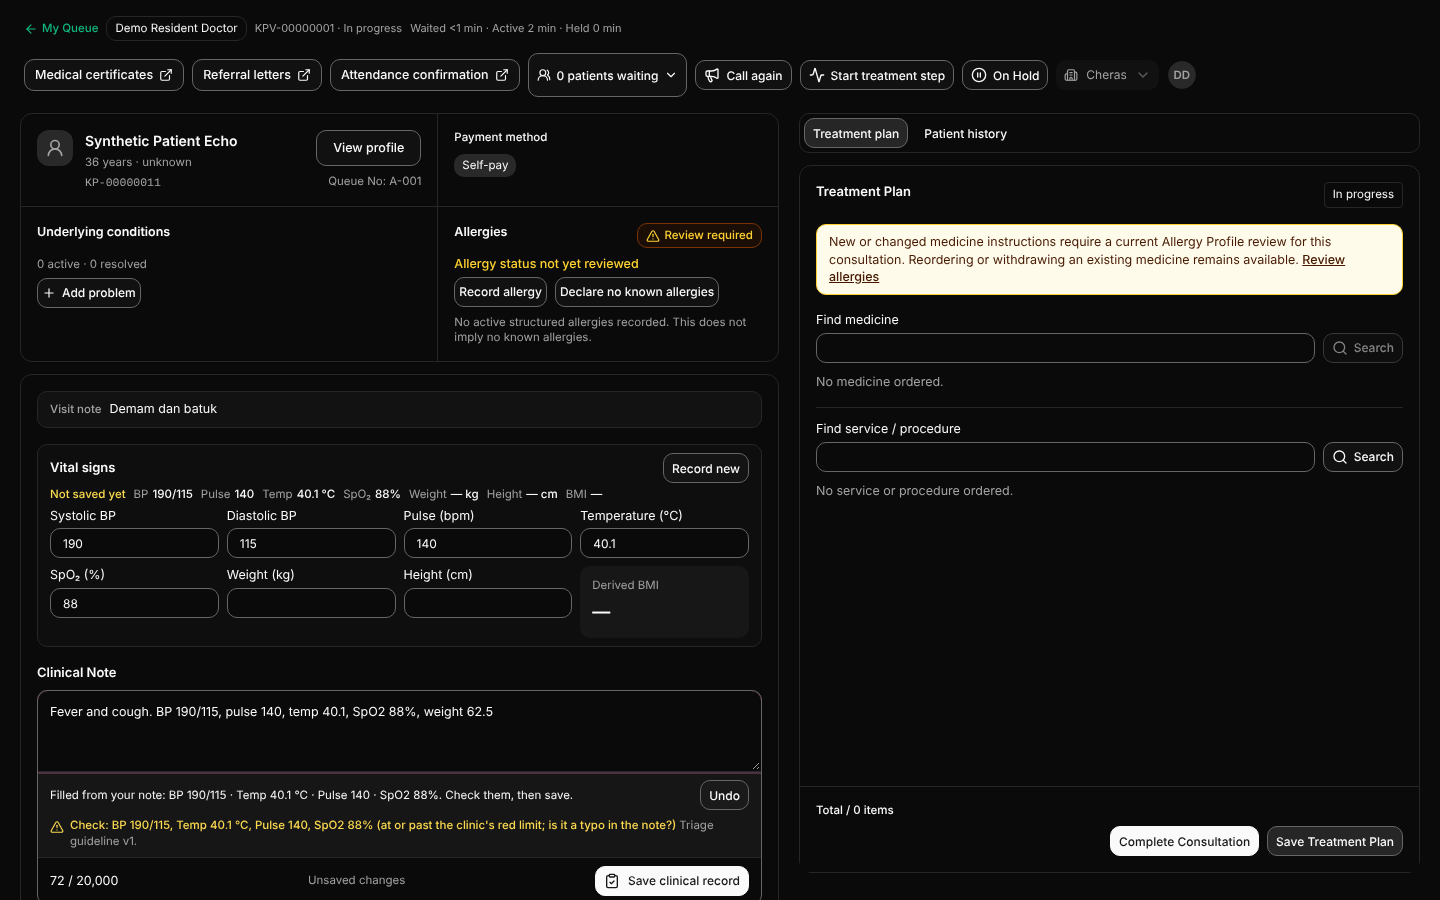 My Queue
Demo Resident Doctor
KPV-00000001 · In progress Waited <1 min · Active 2 min · Held 0 min
Medical certificates
Referral letters
Attendance confirmation
0 patients waiting
Call again
Start treatment step
On Hold
Cheras
DD
Synthetic Patient Echo
36 years · unknown
KP-00000011
View profile
Queue No: A-001
Payment method
Self-pay
Underlying conditions
0 active · 0 resolved
Add problem
Allergies
Review required
Allergy status not yet reviewed
Record allergy
Declare no known allergies
No active structured allergies recorded. This does not
imply no known allergies.
Visit note Demam dan batuk
Vital signs
Record new
Not saved yet BP 190/115 Pulse 140 Temp 40.1 °C SpO₂ 88% Weight — kg Height — cm BMI —
Systolic BP
Diastolic BP
Pulse (bpm)
Temperature (°C)
190
115
140
40.1
SpO₂ (%)
Weight (kg)
Height (cm)
Derived BMI
88
—
Clinical Note
Fever and cough. BP 190/115, pulse 140, temp 40.1, SpO2 88%, weight 62.5
Filled from your note: BP 190/115 · Temp 40.1 °C · Pulse 140 · SpO2 88%. Check them, then save.
Undo
Check: BP 190/115, Temp 40.1 °C, Pulse 140, SpO2 88% (at or past the clinic's red limit; is it a typo in the note?) Triage
guideline v1.
72 / 20,000
Unsaved changes
Save clinical record
Treatment plan
Patient history
Treatment Plan
In progress
New or changed medicine instructions require a current Allergy Profile review for this
consultation. Reordering or withdrawing an existing medicine remains available. Review
allergies
Find medicine
Search
No medicine ordered.
Find service / procedure
Search
No service or procedure ordered.
Total / 0 items
Complete Consultation
Save Treatment Plan